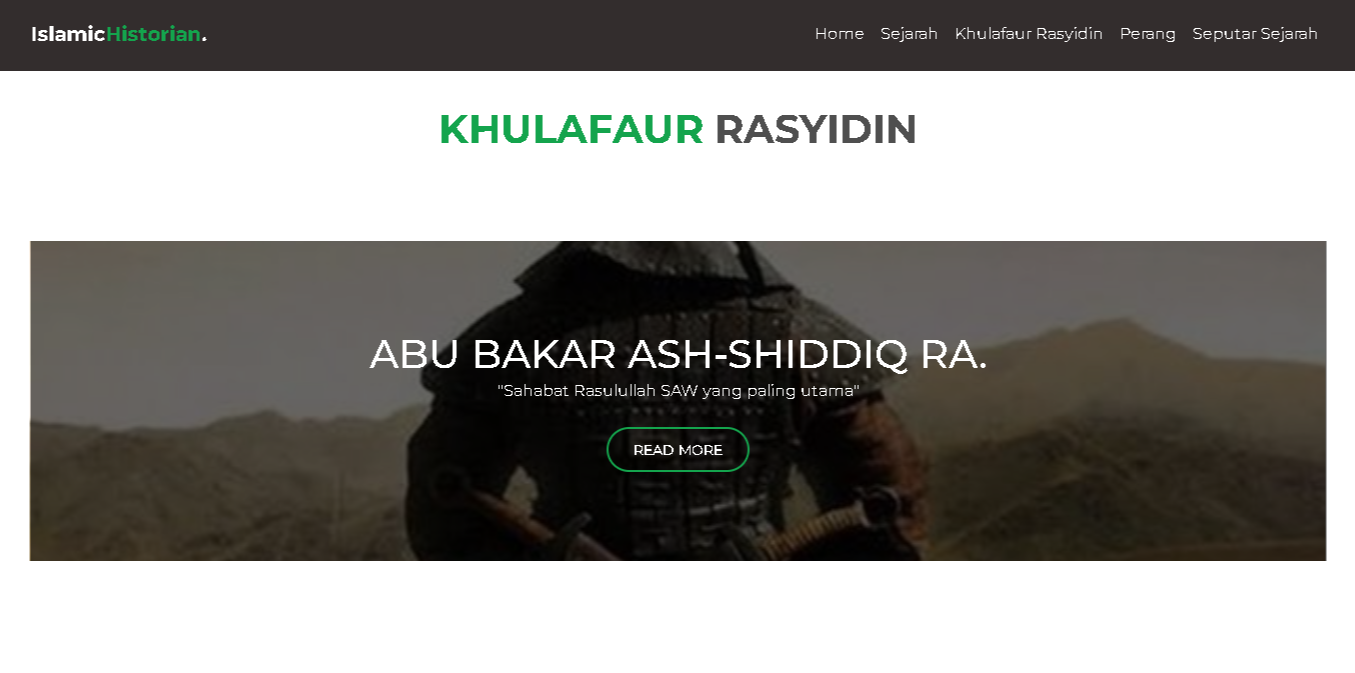 IslamicHistorian.
Home Sejarah Khulafaur Rasyidin Perang Seputar Sejarah
KHULAFAUR RASYIDIN
ABU BAKAR ASH-SHIDDIQ RA.
"Sahabat Rasulullah SAW yang paling utama"
READ MORE